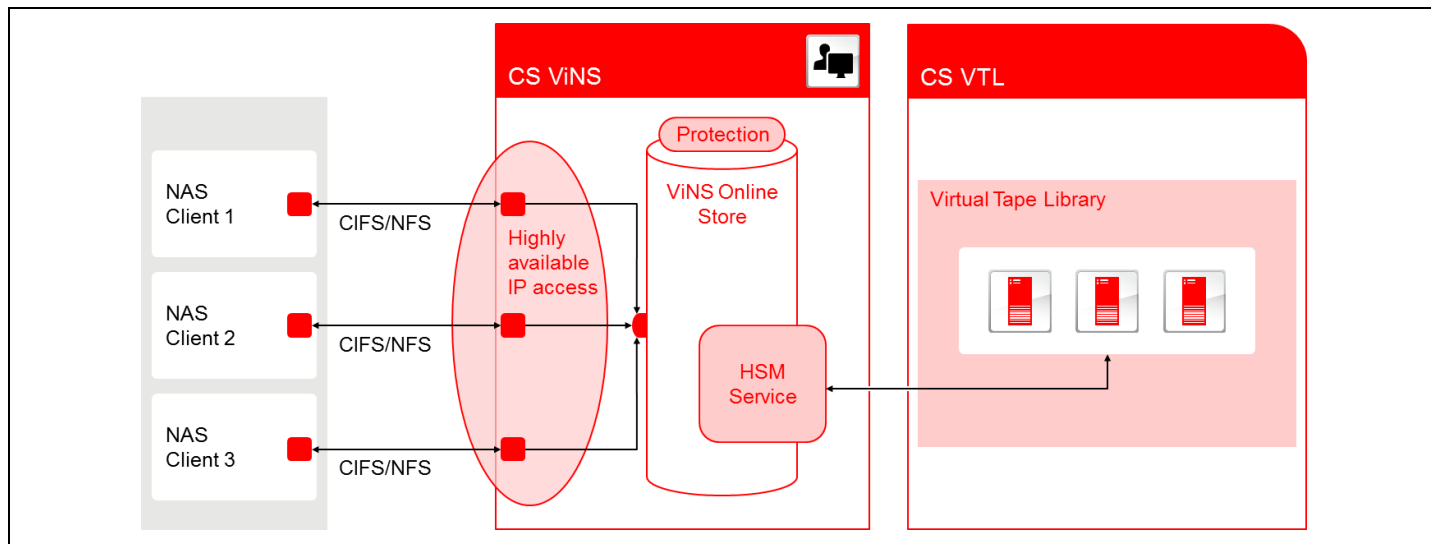 CS ViNS
CS VTL
NAS
Client 1
CIFS/NFS
NAS
Client 2
CIFS/NFS
NAS
Client 3
CIFS/NFS
Highly
available
IP access
Protection
ViNS Online
Store
HSM
Service
Virtual Tape Library